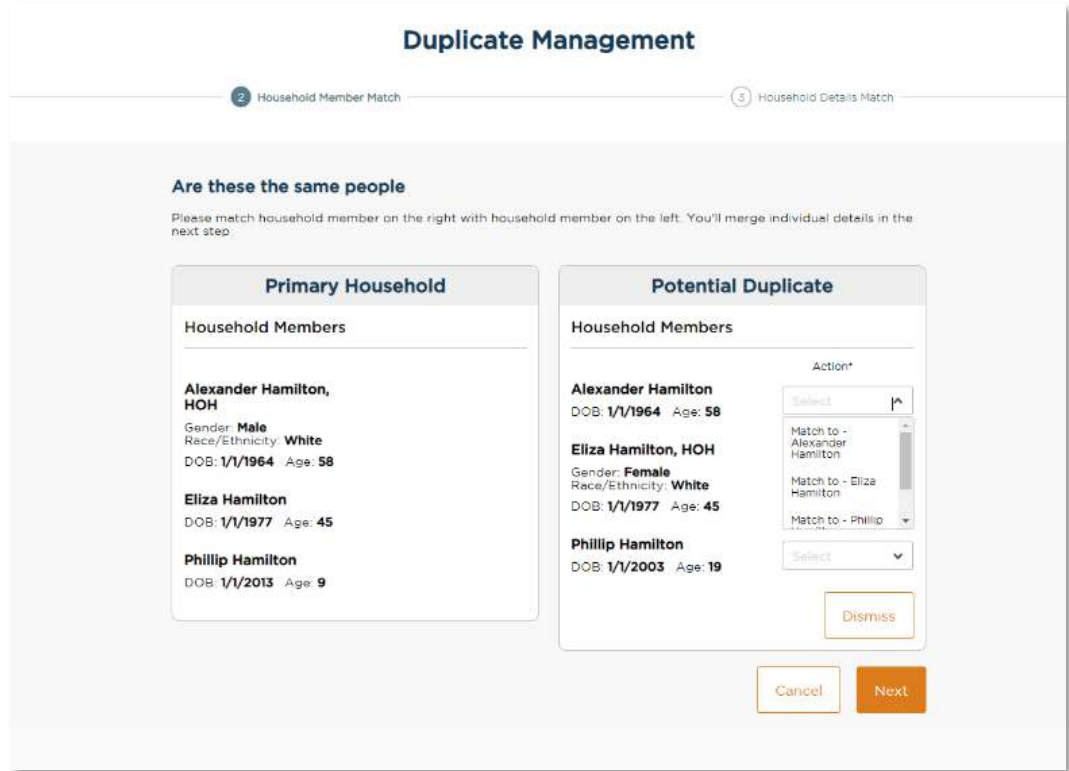 Duplicate Management
2 Household Member Match
3 Household Details Match
Are these the same people
Please match household member on the right with household member on the left. You'll merge individual details in the
next step
Primary Household
Household Members
Alexander Hamilton,
HOH
Gender: Male
Race/Ethnicity: White
DOB: 1/1/1964 Age: 58
Eliza Hamilton
DOB: 1/1/1977 Age: 45
Phillip Hamilton
DOB: 1/1/2013 Age: 9
Potential Duplicate
Household Members
Action*
Alexander Hamilton
DOB: 1/1/1964 Age: 58
Select
Match to -
Alexander
Hamilton
Match to - Eliza
Hamilton
Match to - Phillip
Eliza Hamilton, HOH
Gender: Female
Race/Ethnicity: White
DOB: 1/1/1977 Age: 45
Phillip Hamilton
DOB: 1/1/2003 Age: 19
Select
Dismiss
Cancel
Next